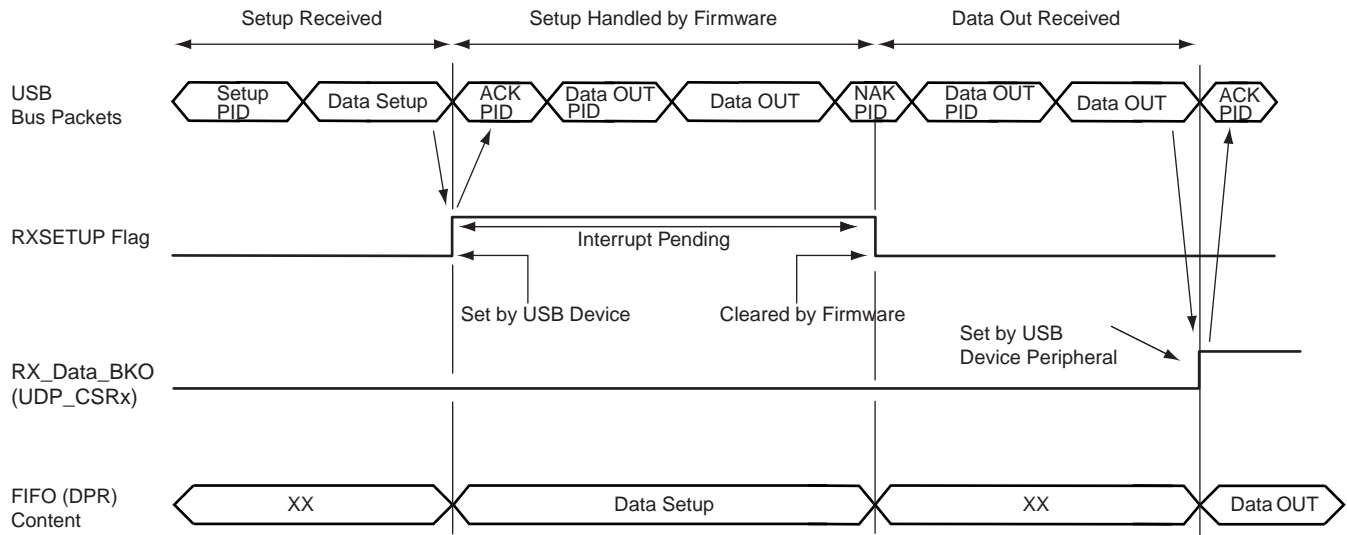 Setup Received
Setup Handled by Firmware
Data Out Received
USB
Bus Packets
Setup
PID
Data Setup
ACK
PID
Data OUT
PID
Data OUT
NAK
PID
Data OUT
PID
Data OUT
ACK
PID
RXSETUP Flag
Interrupt Pending
Set by USB Device
Cleared by Firmware
Set by USB
Device Peripheral
RX_Data_BKO
(UDP_CSRx)
FIFO (DPR)
Content
XX
Data Setup
XX
Data OUT